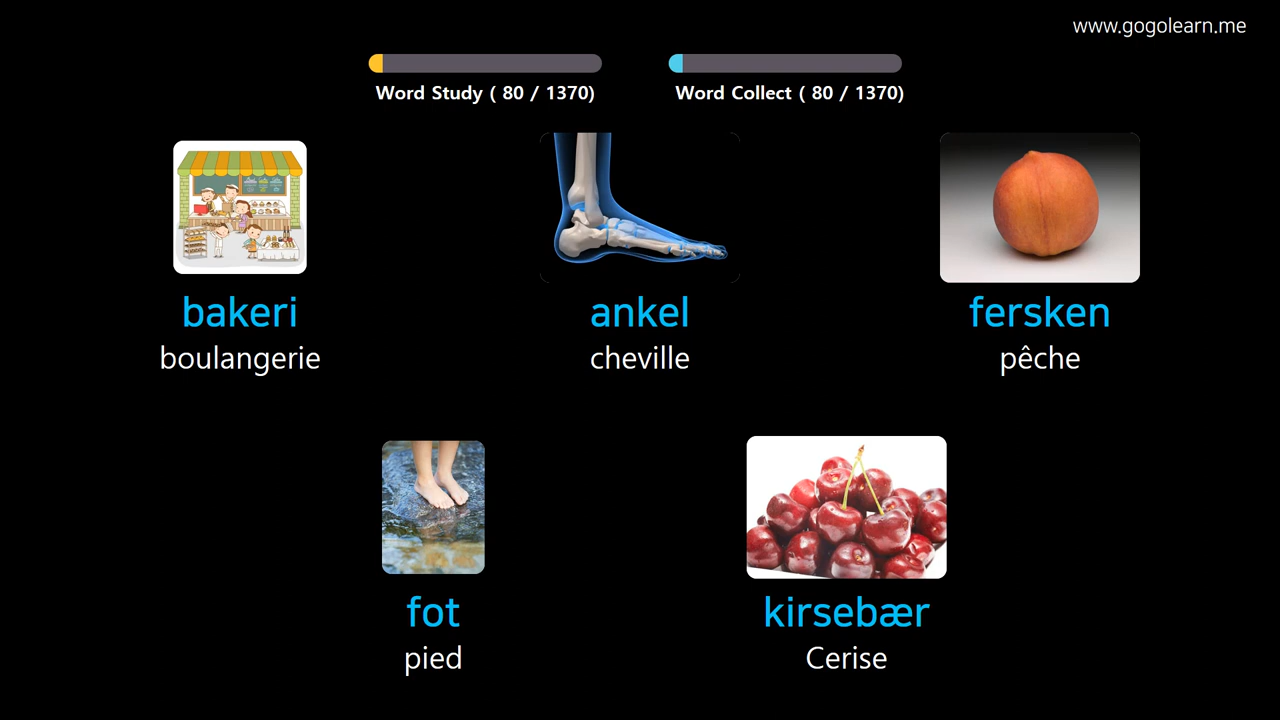 www.gogolearn.me
Word Study ( 80 / 1370)
Word Collect ( 80 / 1370)
bakeri
boulangerie
ankel
cheville
fersken
pêche
fot
pied
kirsebær
Cerise